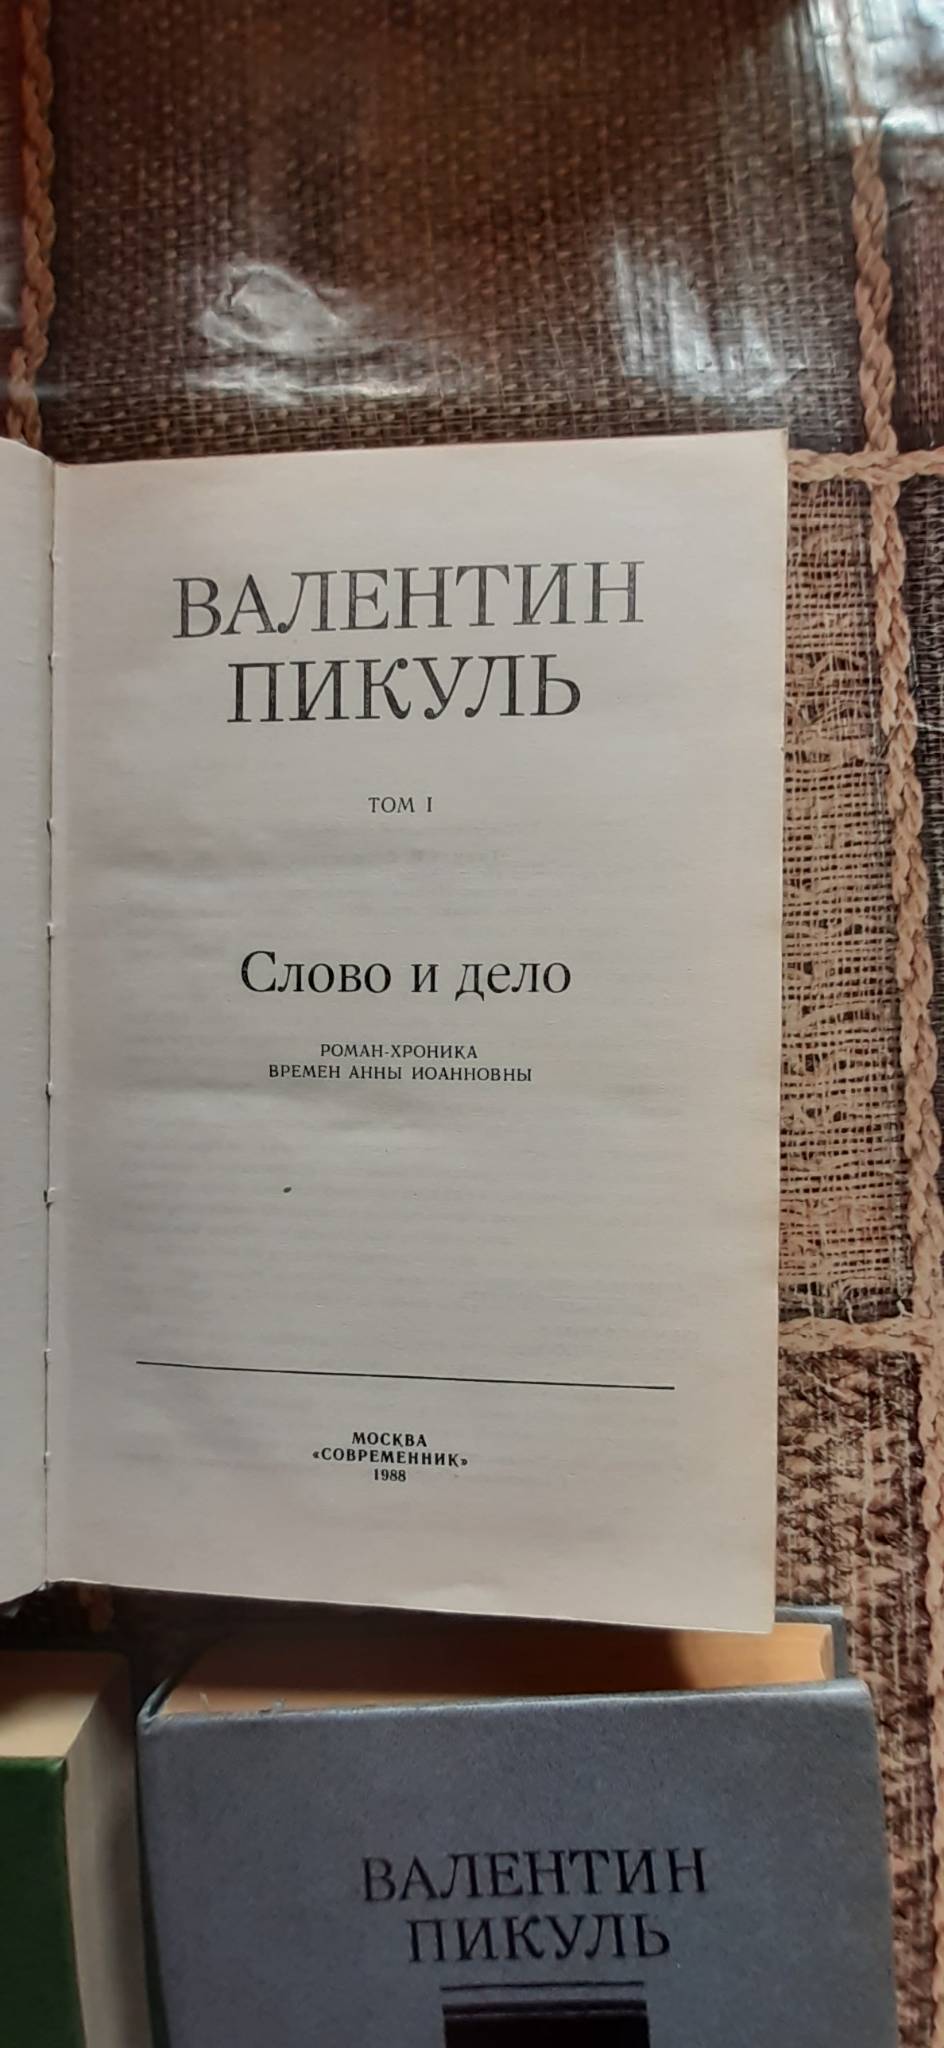 ВАЛЕНТИН
ПИКУЛЬ
ТОМ I
Слово и дело
РОМАН-ХРОНИКА
ВРЕМЕН АННЫ ИОАННОВНЫ
МОСКВА
«СОВРЕМЕННИК»
1988
ВАЛЕНТИН
ПИКУЛЬ